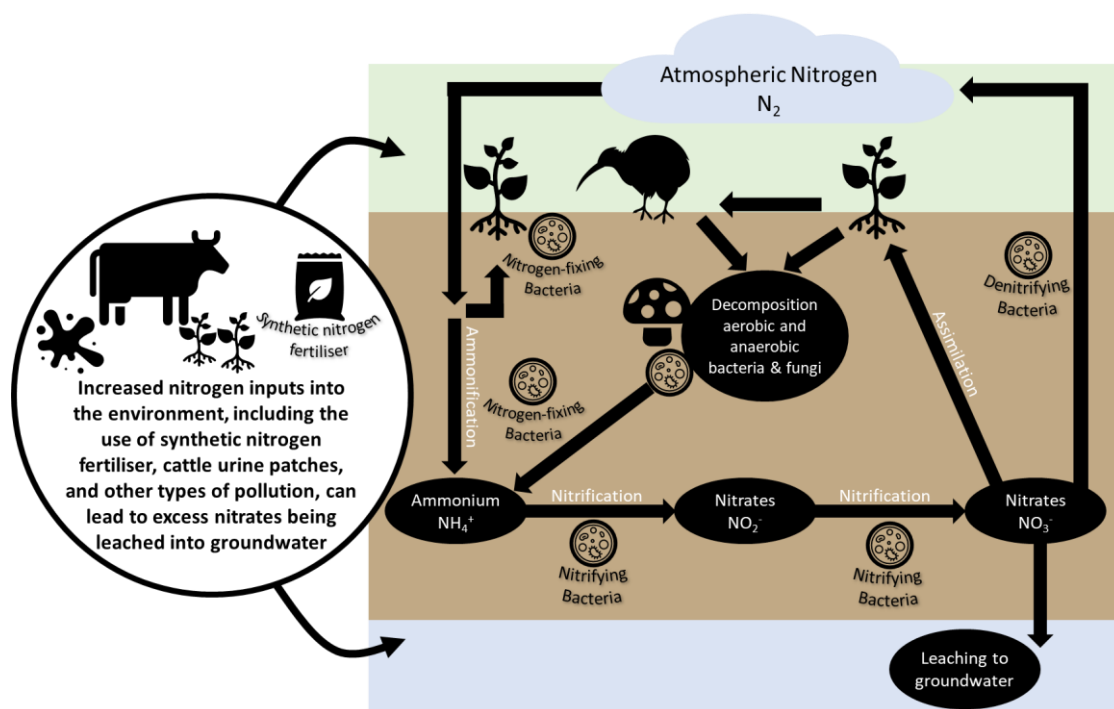 Atmospheric Nitrogen
N₂
Synthetic nitrogen
fertiliser
Increased nitrogen inputs into
the environment, including the
use of synthetic nitrogen
fertiliser, cattle urine patches,
and other types of pollution, can
lead to excess nitrates being
leached into groundwater
Nitrogen-fixing
Bacteria
Ammonification
Nitrogen-fixing
Bacteria
Decomposition
aerobic and
anaerobic
bacteria & fungi
Assimilation
Denitrifying
Bacteria
Ammonium
NH₄⁺
Nitrification
Nitrifying
Bacteria
Nitrates
NO₂⁻
Nitrification
Nitrifying
Bacteria
Nitrates
NO₃⁻
Leaching to
groundwater